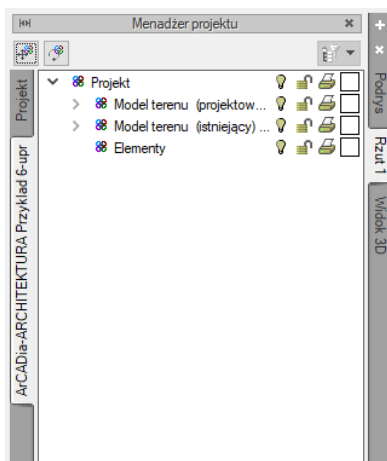 Menadżer projektu
Projekt
Model terenu (projektow...
Model terenu (istniejący) ...
Elementy
Projekt
ArCADia-ARCHITEKTURA Przyklad 6-upr
Podrys
Rzut 1
Widok 3D